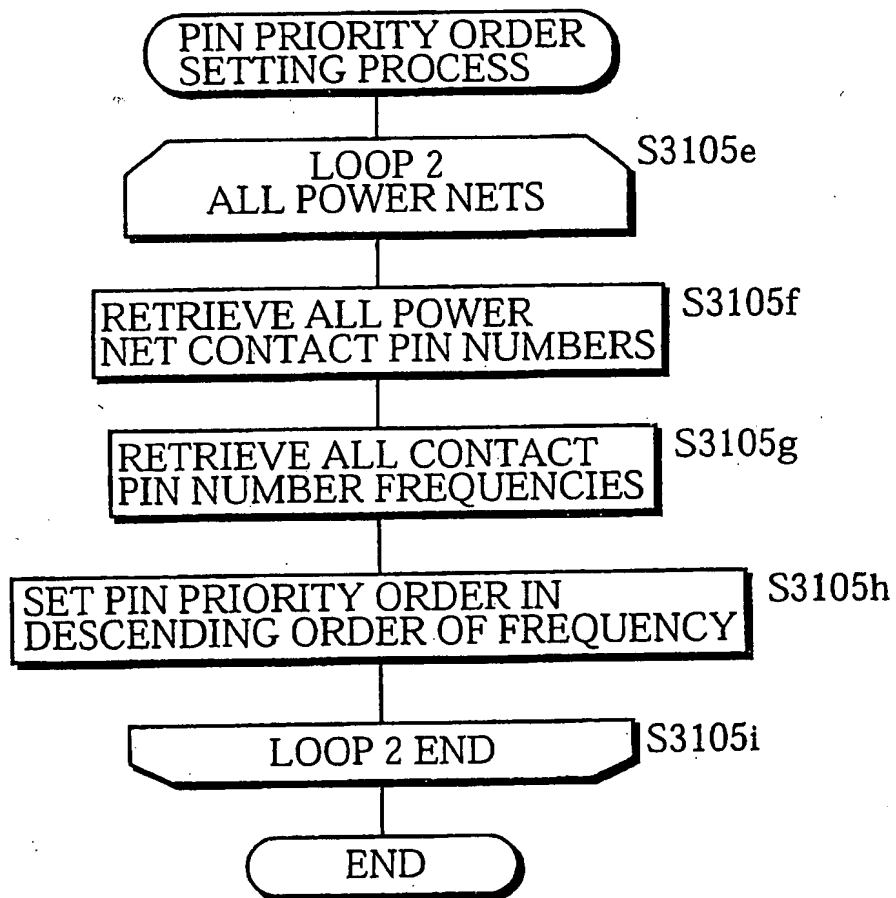 PIN PRIORITY ORDER
SETTING PROCESS
LOOP 2
ALL POWER NETS
S3105e
RETRIEVE ALL POWER
NET CONTACT PIN NUMBERS
S3105f
RETRIEVE ALL CONTACT
PIN NUMBER FREQUENCIES
S3105g
SET PIN PRIORITY ORDER IN
DESCENDING ORDER OF FREQUENCY
S3105h
LOOP 2 END
S3105i
END